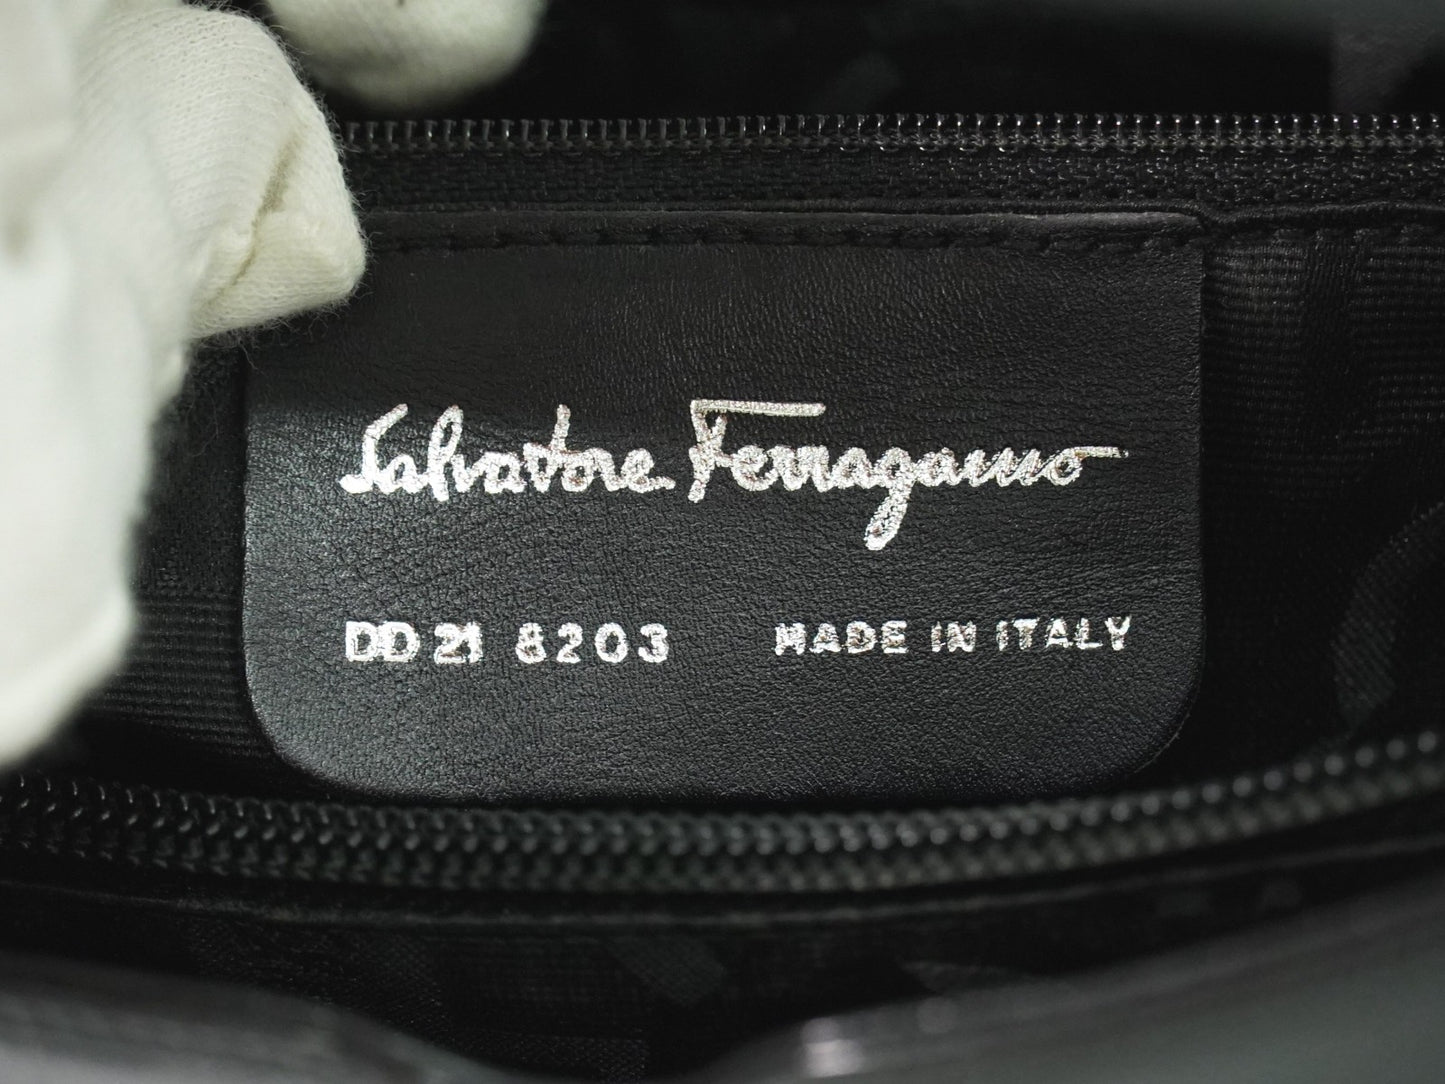 Salvatore Ferragamo
DD 21 8203 MADE IN ITALY